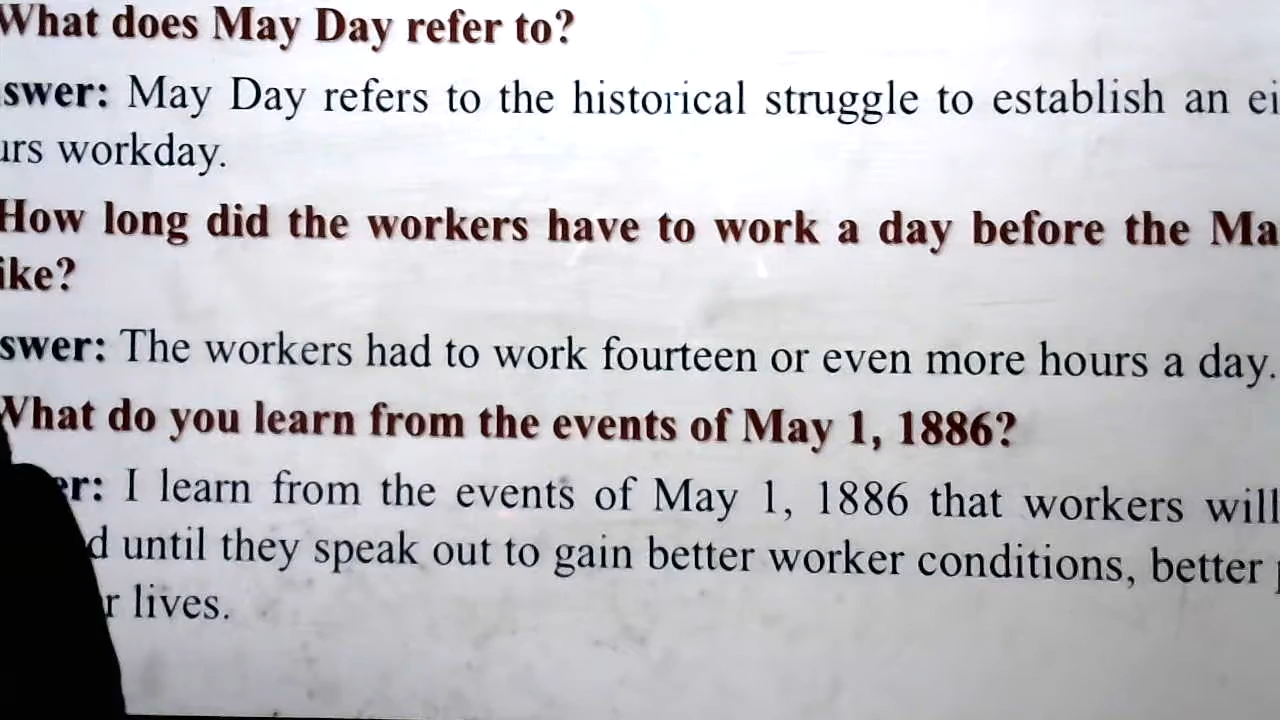 What does May Day refer to?
swer: May Day refers to the historical struggle to establish an ei
urs workday.
How long did the workers have to work a day before the Ma
ike?
swer: The workers had to work fourteen or even more hours a day.
What do you learn from the events of May 1, 1886?
er: I learn from the events of May 1, 1886 that workers will
d until they speak out to gain better worker conditions, better
r lives.